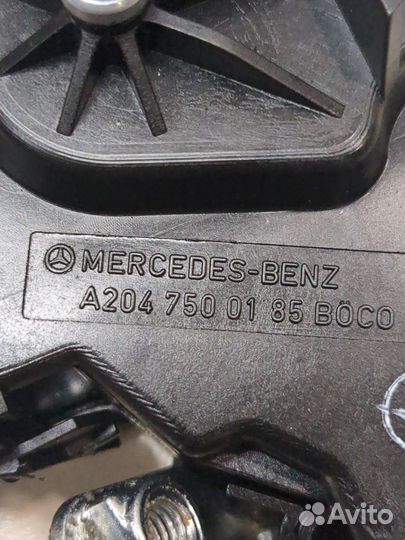 MERCEDES-BENZ
A204 750 01 85 BÖCO
Avito